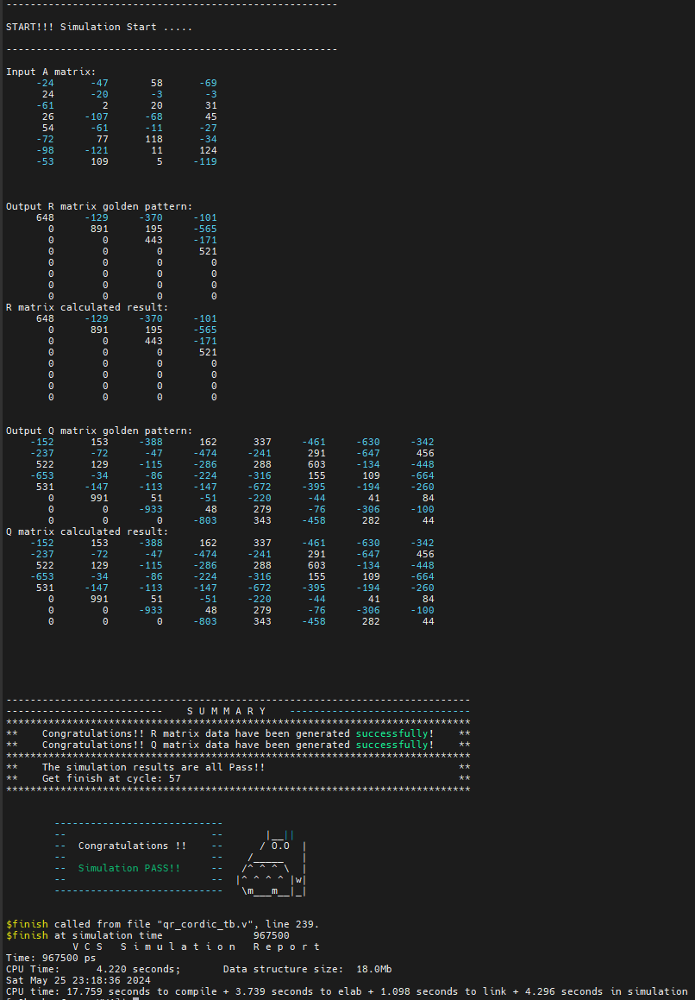 -------------------------------------------------------
START!!! Simulation Start .....
-------------------------------------------------------
Input A matrix:
-24 -47 58 -69
24 -20 -3 -3
-61 2 20 31
26 -107 -68 45
54 -61 -11 -27
-72 77 118 -34
-98 -121 11 124
-53 109 5 -119
Output R matrix golden pattern:
648 -129 -370 -101
0 891 195 -565
0 0 443 -171
0 0 0 521
0 0 0 0
0 0 0 0
0 0 0 0
0 0 0 0
R matrix calculated result:
648 -129 -370 -101
0 891 195 -565
0 0 443 -171
0 0 0 521
0 0 0 0
0 0 0 0
0 0 0 0
0 0 0 0
Output Q matrix golden pattern:
-152 153 -388 162 337 -461 -630 -342
-237 -72 -47 -474 -241 291 -647 456
522 129 -115 -286 288 603 -134 -448
-653 -34 -86 -224 -316 155 109 -664
531 -147 -113 -147 -672 -395 -194 -260
0 991 51 -51 -220 -44 41 84
0 0 -933 48 279 -76 -306 -100
0 0 0 -803 343 -458 282 44
Q matrix calculated result:
-152 153 -388 162 337 -461 -630 -342
-237 -72 -47 -474 -241 291 -647 456
522 129 -115 -286 288 603 -134 -448
-653 -34 -86 -224 -316 155 109 -664
531 -147 -113 -147 -672 -395 -194 -260
0 991 51 -51 -220 -44 41 84
0 0 -933 48 279 -76 -306 -100
0 0 0 -803 343 -458 282 44
-----------------------------------------------------------------------------
-------------------------- S U M M A R Y ------------------------------
*****************************************************************************
** Congratulations!! R matrix data have been generated successfully! **
** Congratulations!! Q matrix data have been generated successfully! **
*****************************************************************************
** The simulation results are all Pass!! **
** Get finish at cycle: 57 **
*****************************************************************************
---------------------------- 
-- -- |__||
-- Congratulations !! -- / O.O |
-- -- /_____ |
-- Simulation PASS!! -- /^ ^ ^ \ |
-- -- |^ ^ ^ ^ |w|
---------------------------- \m___m__|_|
$finish called from file "qr_cordic_tb.v", line 239.
$finish at simulation time 967500
V C S S i m u l a t i o n R e p o r t
Time: 967500 ps
CPU Time: 4.220 seconds; Data structure size: 18.0Mb
Sat May 25 23:18:36 2024
CPU time: 17.759 seconds to compile + 3.739 seconds to elab + 1.098 seconds to link + 4.296 seconds in simulation